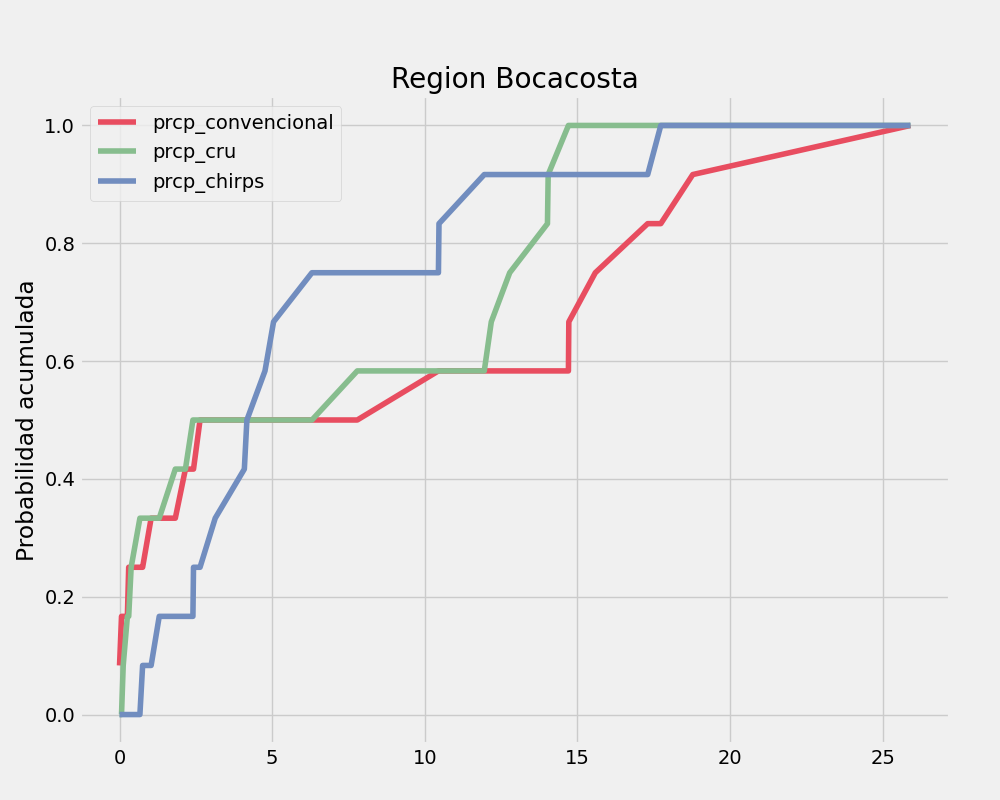 Region Bocacosta
prcp_convencional
prcp_cru
prcp_chirps
Probabilidad acumulada
1.0
0.8
0.6
0.4
0.2
0.0
0 5 10 15 20 25